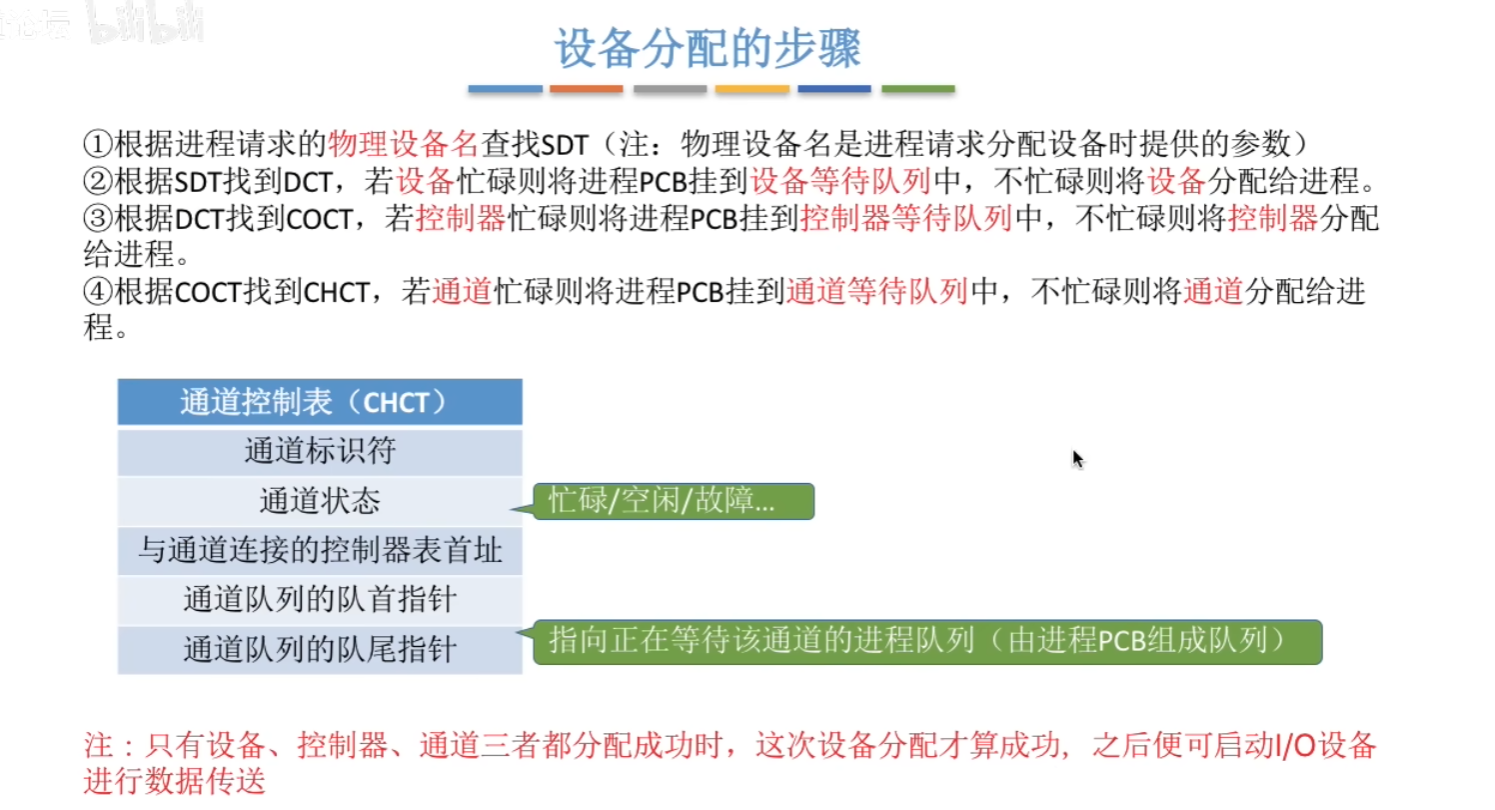 论坛 bilibili
设备分配的步骤
①根据进程请求的物理设备名查找SDT（注：物理设备名是进程请求分配设备时提供的参数）
②根据SDT找到DCT，若设备忙碌则将进程PCB挂到设备等待队列中，不忙碌则将设备分配给进程。
③根据DCT找到COCT，若控制器忙碌则将进程PCB挂到控制器等待队列中，不忙碌则将控制器分配
给进程。
④根据COCT找到CHCT，若通道忙碌则将进程PCB挂到通道等待队列中，不忙碌则将通道分配给进
程。
通道控制表（CHCT）
通道标识符
通道状态
忙碌/空闲/故障...
与通道连接的控制器表首址
通道队列的队首指针
通道队列的队尾指针
指向正在等待该通道的进程队列（由进程PCB组成队列）
注：只有设备、控制器、通道三者都分配成功时，这次设备分配才算成功，之后便可启动I/O设备
进行数据传送